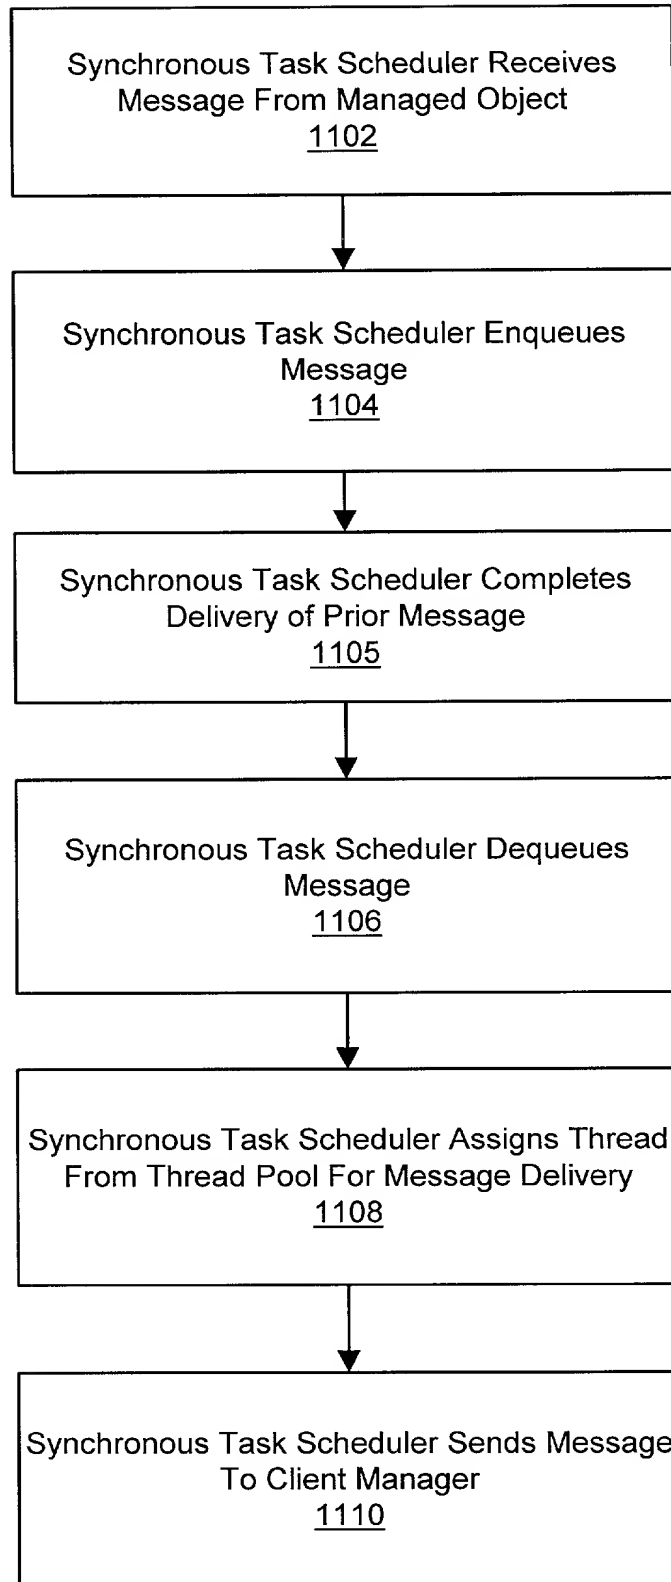 Synchronous Task Scheduler Receives
Message From Managed Object
1102
Synchronous Task Scheduler Enqueues
Message
1104
Synchronous Task Scheduler Completes
Delivery of Prior Message
1105
Synchronous Task Scheduler Dequeues
Message
1106
Synchronous Task Scheduler Assigns Thread
From Thread Pool For Message Delivery
1108
Synchronous Task Scheduler Sends Message
To Client Manager
1110